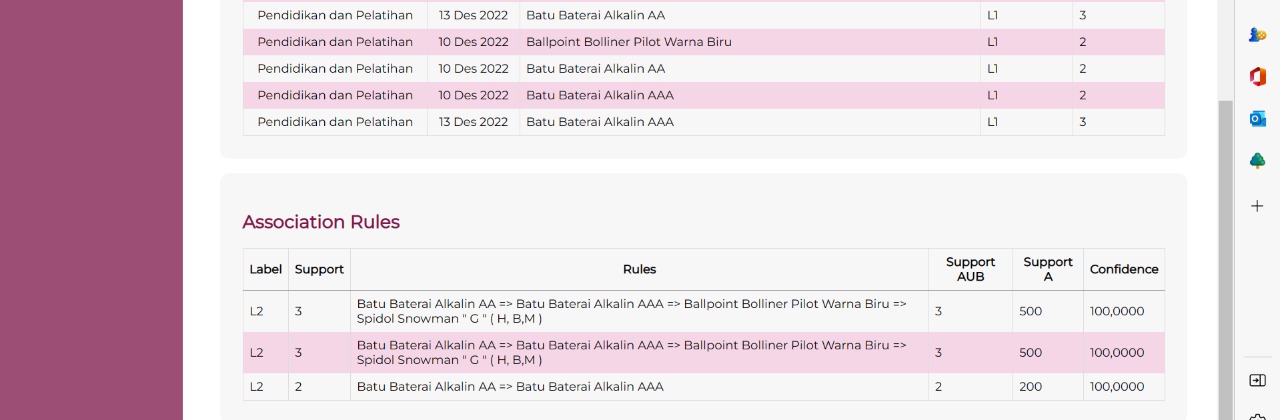 Pendidikan dan Pelatihan 13 Des 2022 Batu Baterai Alkalin AA L1 3
Pendidikan dan Pelatihan 10 Des 2022 Ballpoint Bolliner Pilot Warna Biru L1 2
Pendidikan dan Pelatihan 10 Des 2022 Batu Baterai Alkalin AA L1 2
Pendidikan dan Pelatihan 10 Des 2022 Batu Baterai Alkalin AAA L1 2
Pendidikan dan Pelatihan 13 Des 2022 Batu Baterai Alkalin AAA L1 3
Association Rules
Label Support Rules Support AUB Support A Confidence
L2 3 Batu Baterai Alkalin AA => Batu Baterai Alkalin AAA => Ballpoint Bolliner Pilot Warna Biru => 3 500 100,0000
Spidol Snowman " G " ( H, B,M )
L2 3 Batu Baterai Alkalin AA => Batu Baterai Alkalin AAA => Ballpoint Bolliner Pilot Warna Biru => 3 500 100,0000
Spidol Snowman " G " ( H, B,M )
L2 2 Batu Baterai Alkalin AA => Batu Baterai Alkalin AAA 2 200 100,0000